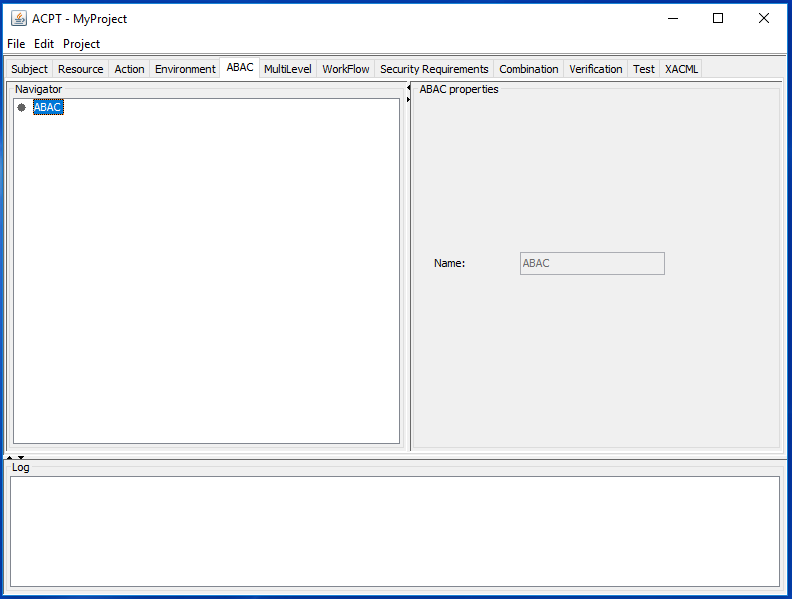 ACPT - MyProject
File Edit Project
Subject Resource Action Environment ABAC MultiLevel WorkFlow Security Requirements Combination Verification Test XACML
Navigator
ABAC
ABAC properties
Name: ABAC
Log